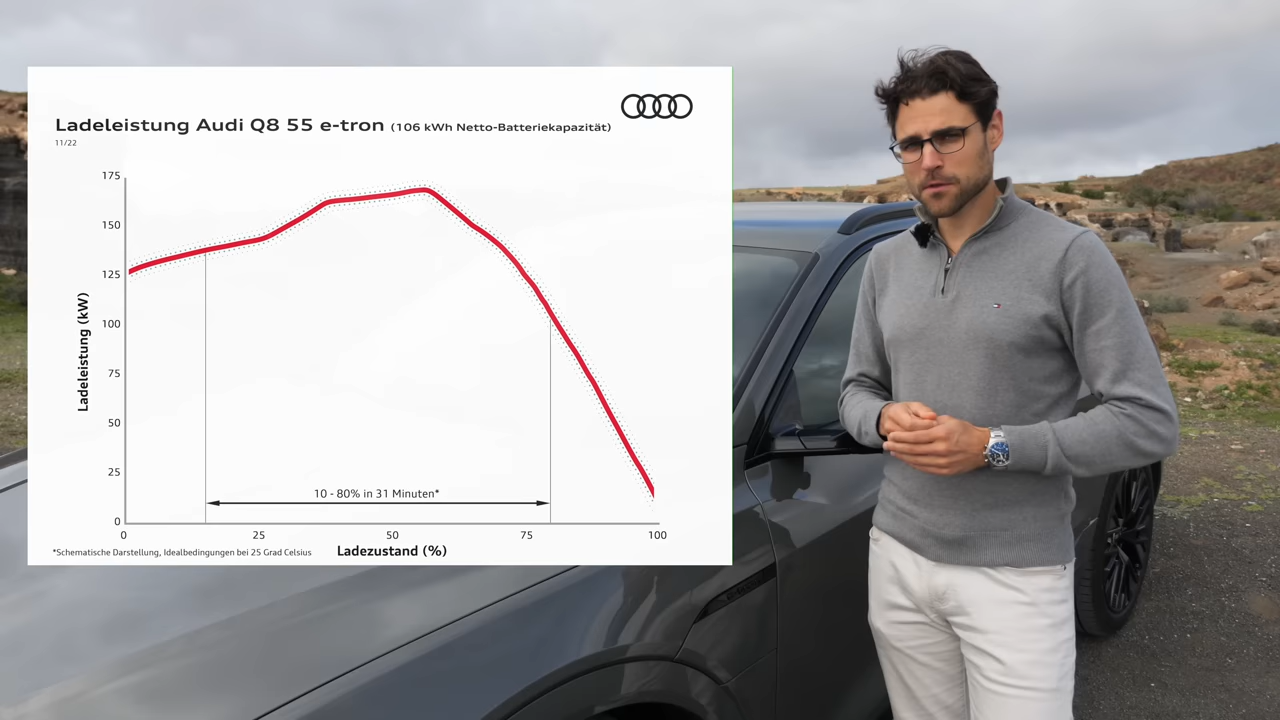 Ladeleistung Audi Q8 55 e-tron (106 kWh Netto-Batteriekapazität)
11/22
175
150
125
100
75
50
25
0
Ladeleistung (kW)
10 - 80% in 31 Minuten*
0 25 50 75 100
*Schematische Darstellung, Idealbedingungen bei 25 Grad Celsius
Ladezustand (%)